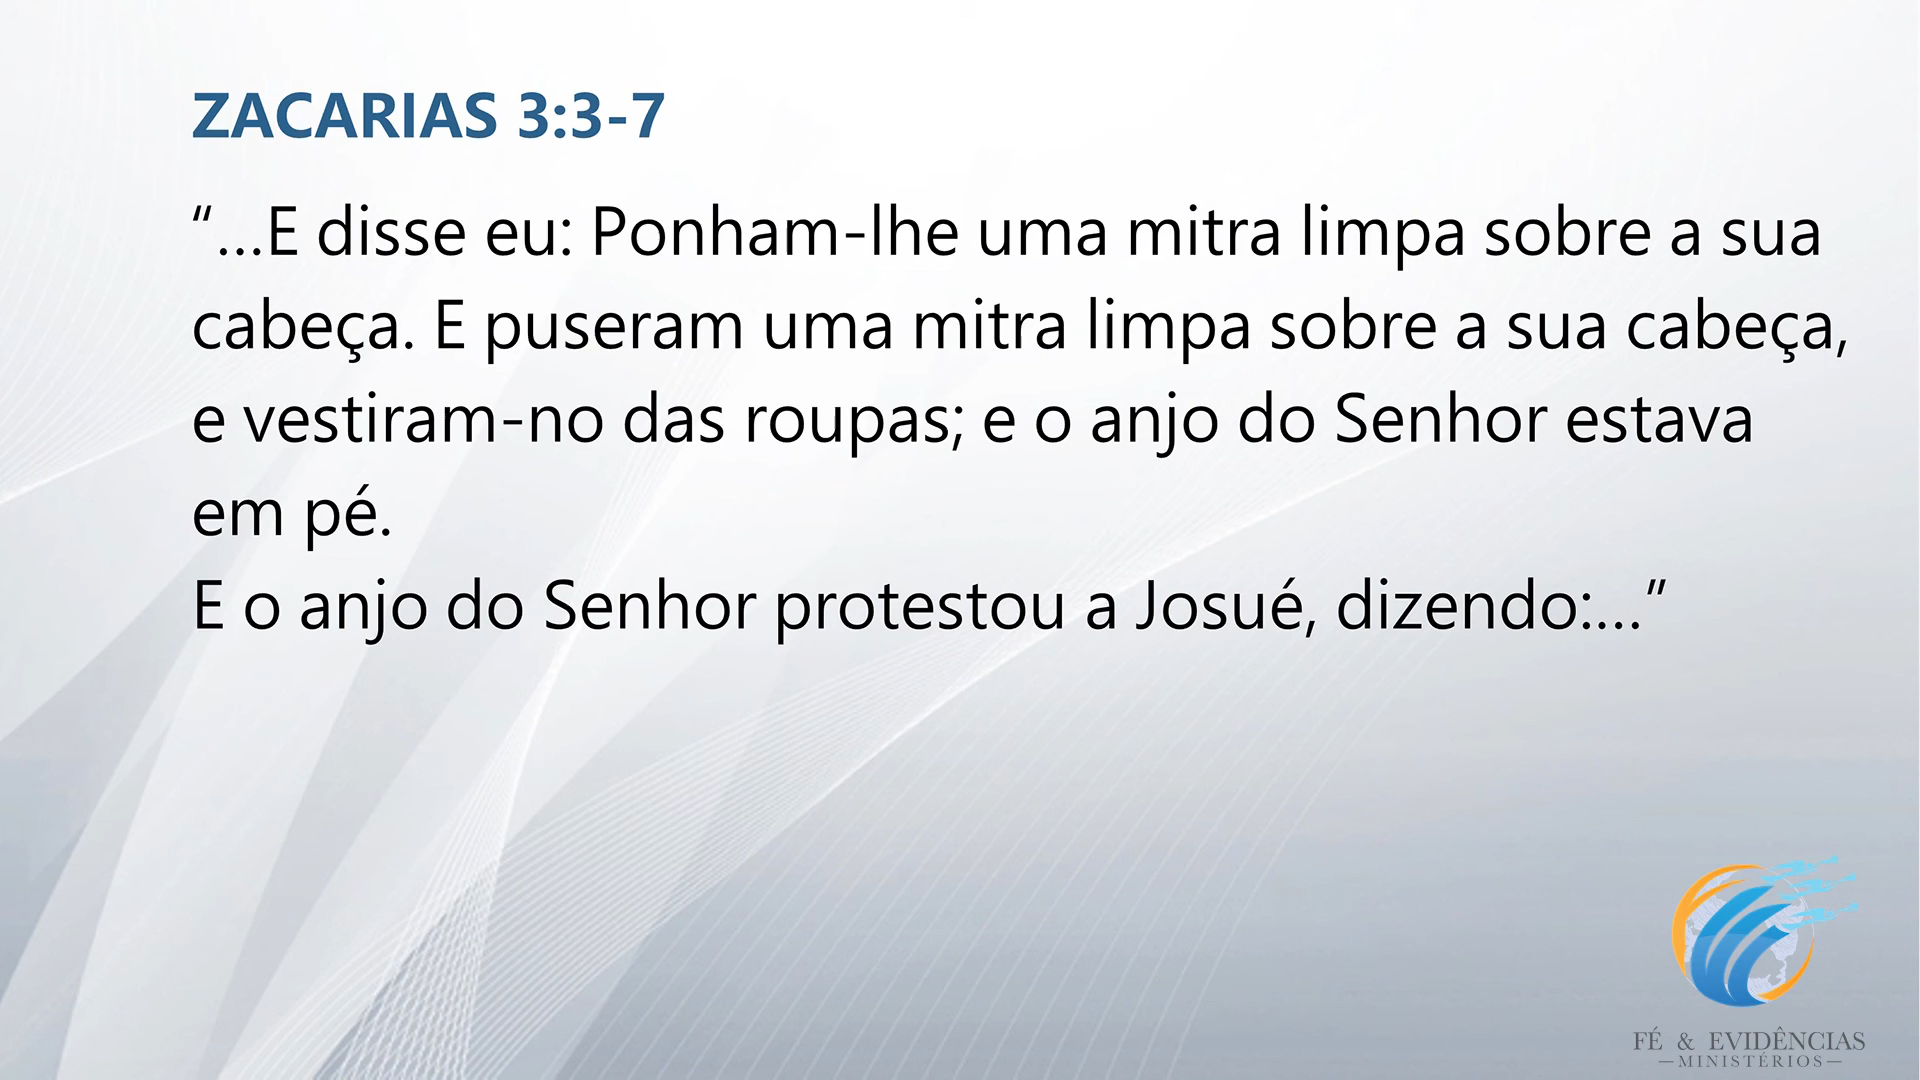 ZACARIAS 3:3-7
“...E disse eu: Ponham-lhe uma mitra limpa sobre a sua
cabeça. E puseram uma mitra limpa sobre a sua cabeça,
e vestiram-no das roupas; e o anjo do Senhor estava
em pé.
E o anjo do Senhor protestou a Josué, dizendo:...”
FÉ & EVIDÊNCIAS
—MINISTÉRIOS—